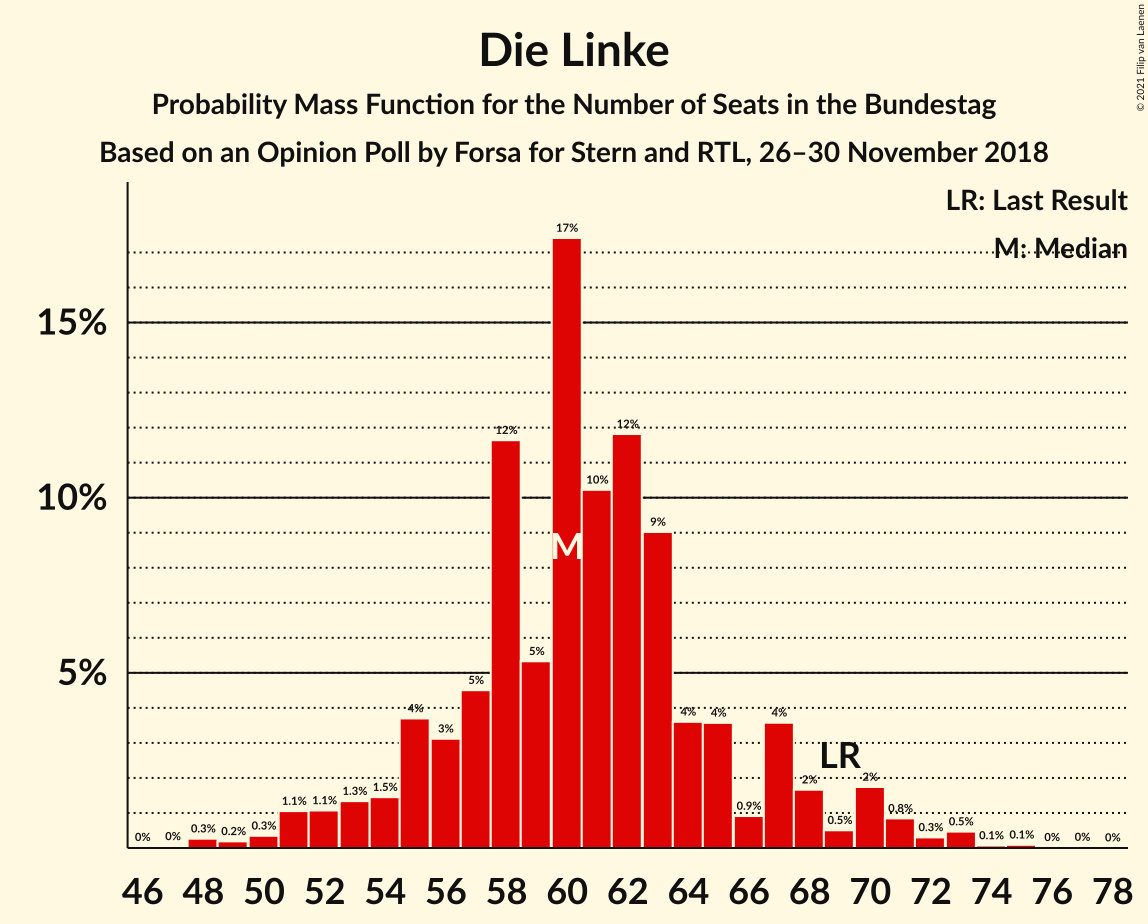 Die Linke
Probability Mass Function for the Number of Seats in the Bundestag
Based on an Opinion Poll by Forsa for Stern and RTL, 26–30 November 2018
© 2021 Filip van Laenen
LR: Last Result
M: Median
15%
10%
5%
0% 0% 0.3% 0.2% 0.3% 1.1% 1.1% 1.3% 1.5% 4% 3% 5% 12% 5% 17% 10% 12% 9% 4% 4% 0.9% 4% 2% 0.5% 2% 0.8% 0.3% 0.5% 0.1% 0.1% 0% 0% 0%
M
LR
46 48 50 52 54 56 58 60 62 64 66 68 70 72 74 76 78